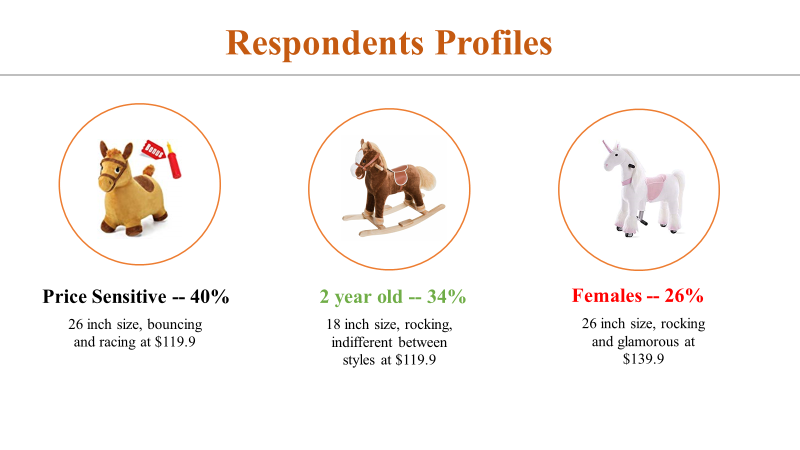 Respondents Profiles
Bonus
Price Sensitive -- 40%
26 inch size, bouncing
and racing at $119.9
2 year old -- 34%
18 inch size, rocking,
indifferent between
styles at $119.9
Females -- 26%
26 inch size, rocking
and glamorous at
$139.9